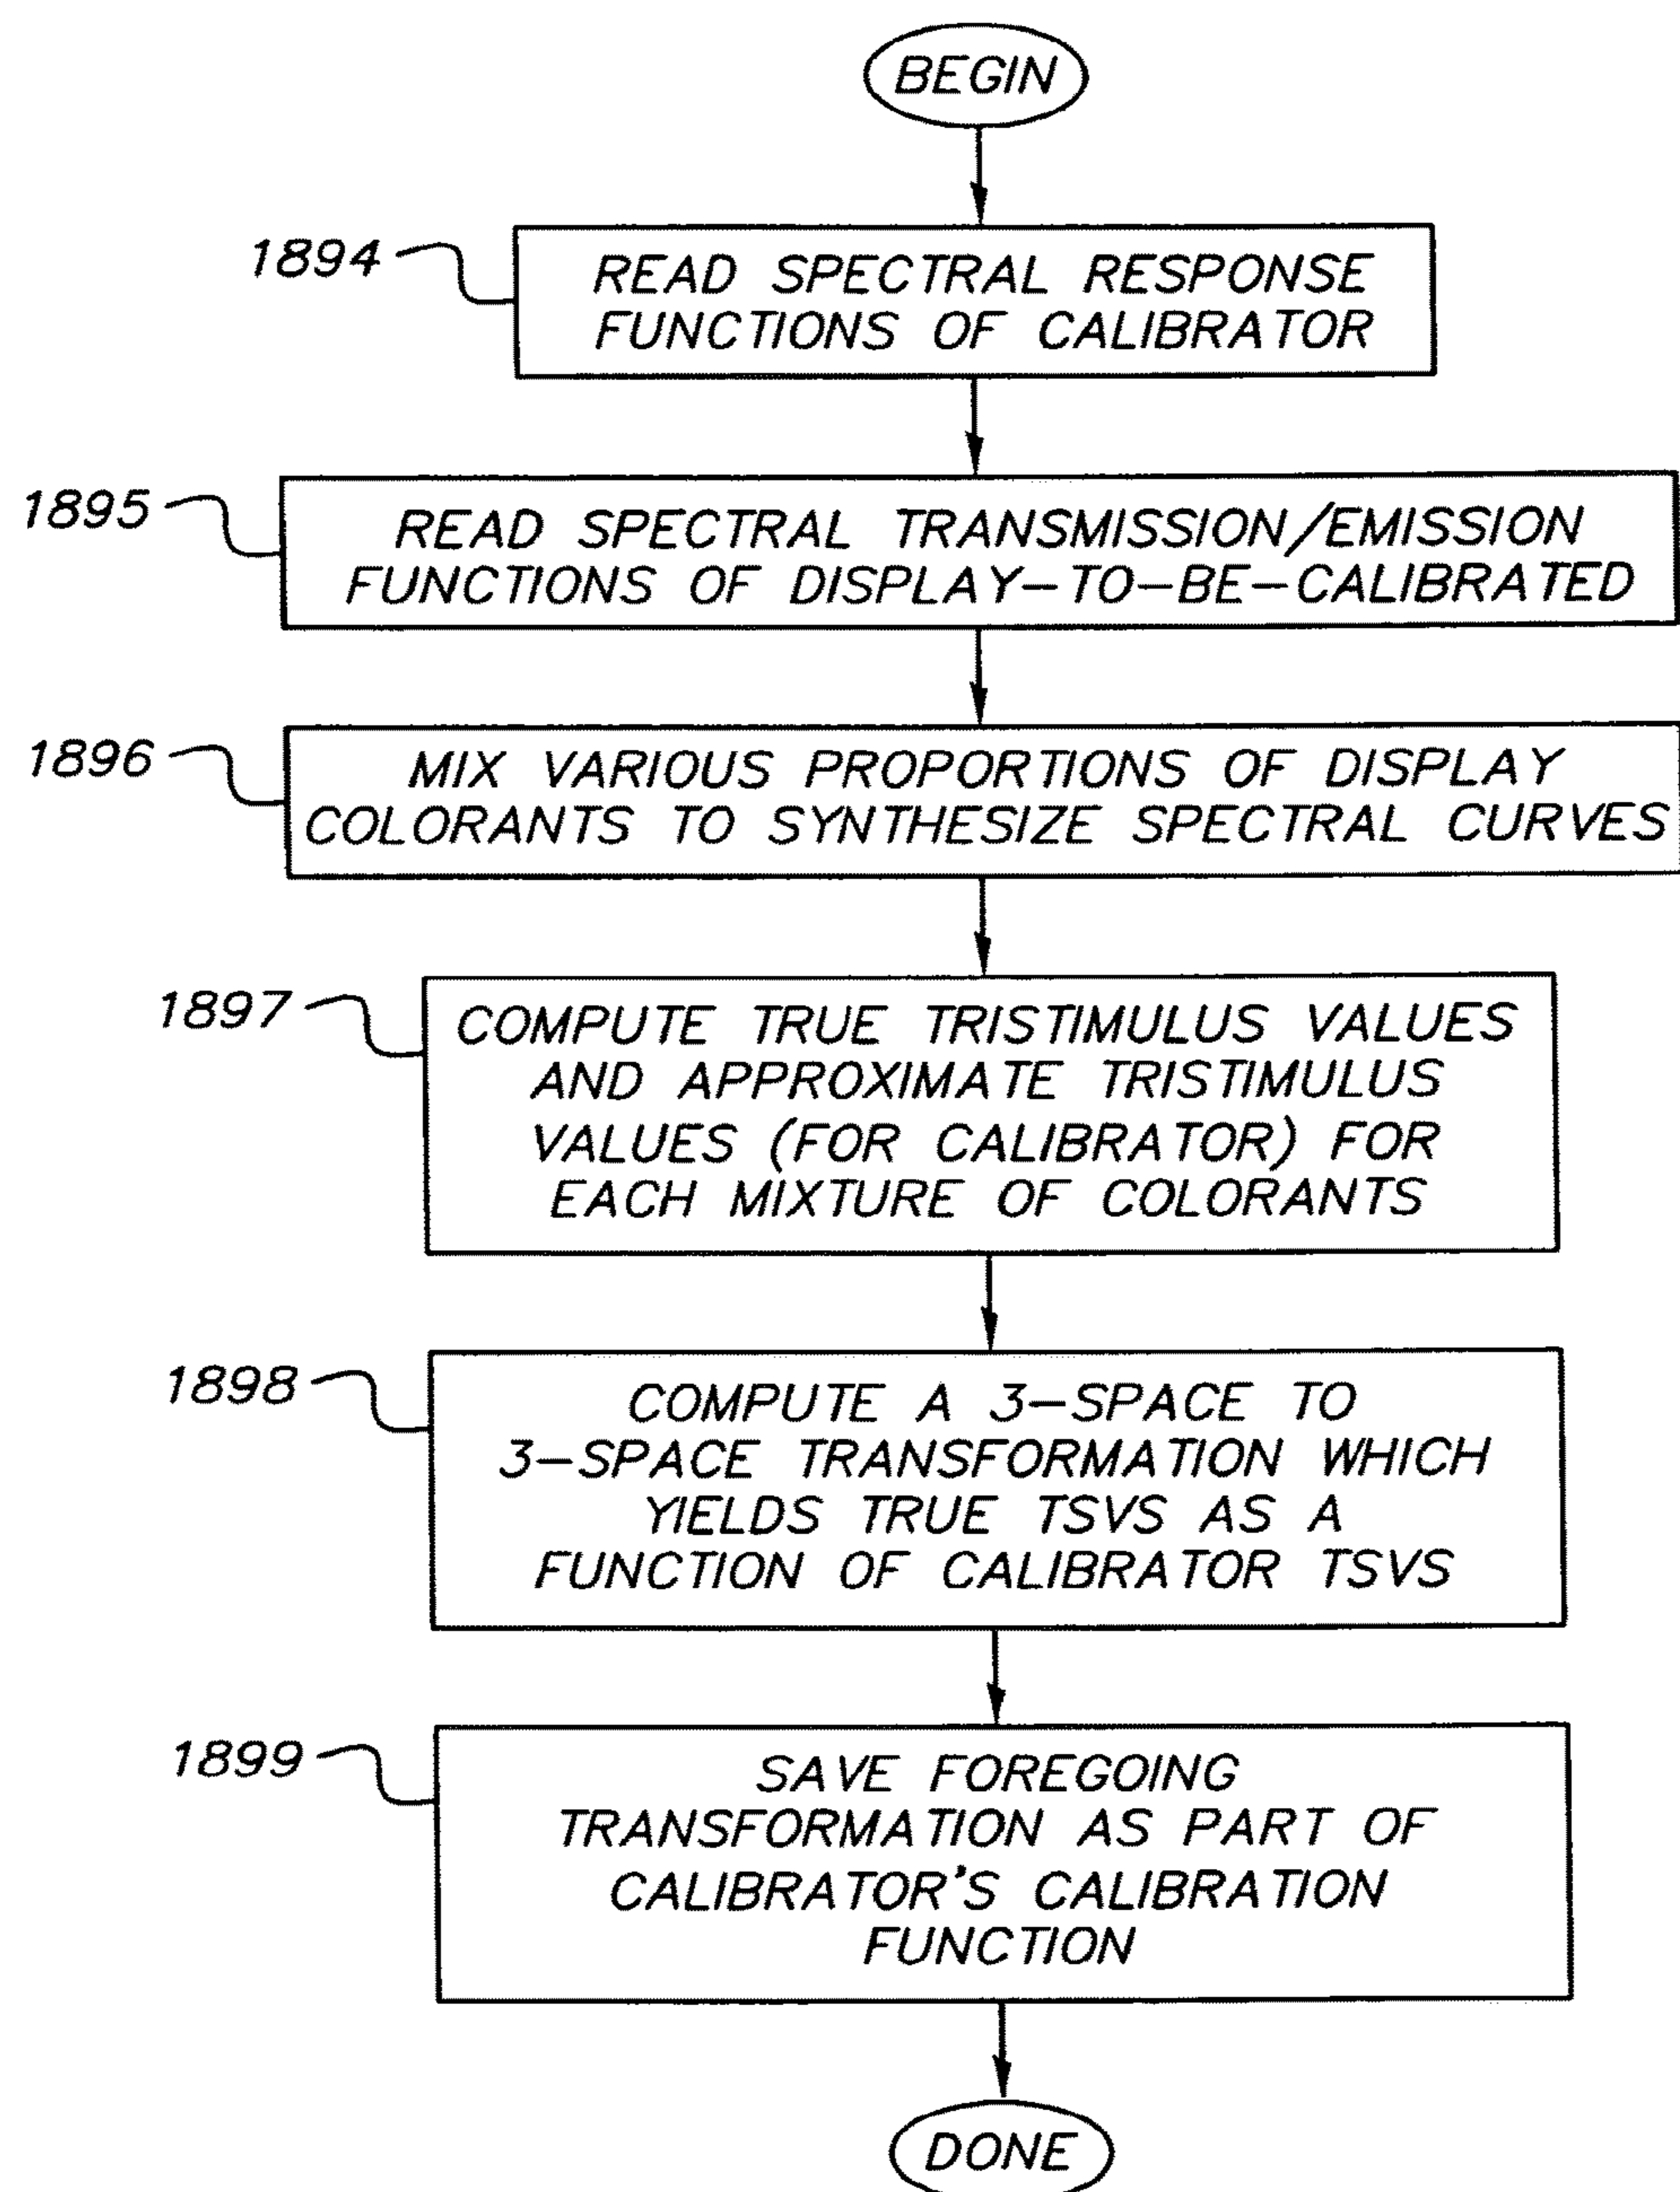 BEGIN
1894
READ SPECTRAL RESPONSE
FUNCTIONS OF CALIBRATOR
1895
READ SPECTRAL TRANSMISSION/EMISSION
FUNCTIONS OF DISPLAY-TO-BE-CALIBRATED
1896
MIX VARIOUS PROPORTIONS OF DISPLAY
COLORANTS TO SYNTHESIZE SPECTRAL CURVES
1897
COMPUTE TRUE TRISTIMULUS VALUES
AND APPROXIMATE TRISTIMULUS
VALUES (FOR CALIBRATOR) FOR
EACH MIXTURE OF COLORANTS
1898
COMPUTE A 3-SPACE TO
3-SPACE TRANSFORMATION WHICH
YIELDS TRUE TSVS AS A
FUNCTION OF CALIBRATOR TSVS
1899
SAVE FOREGOING
TRANSFORMATION AS PART OF
CALIBRATOR'S CALIBRATION
FUNCTION
DONE